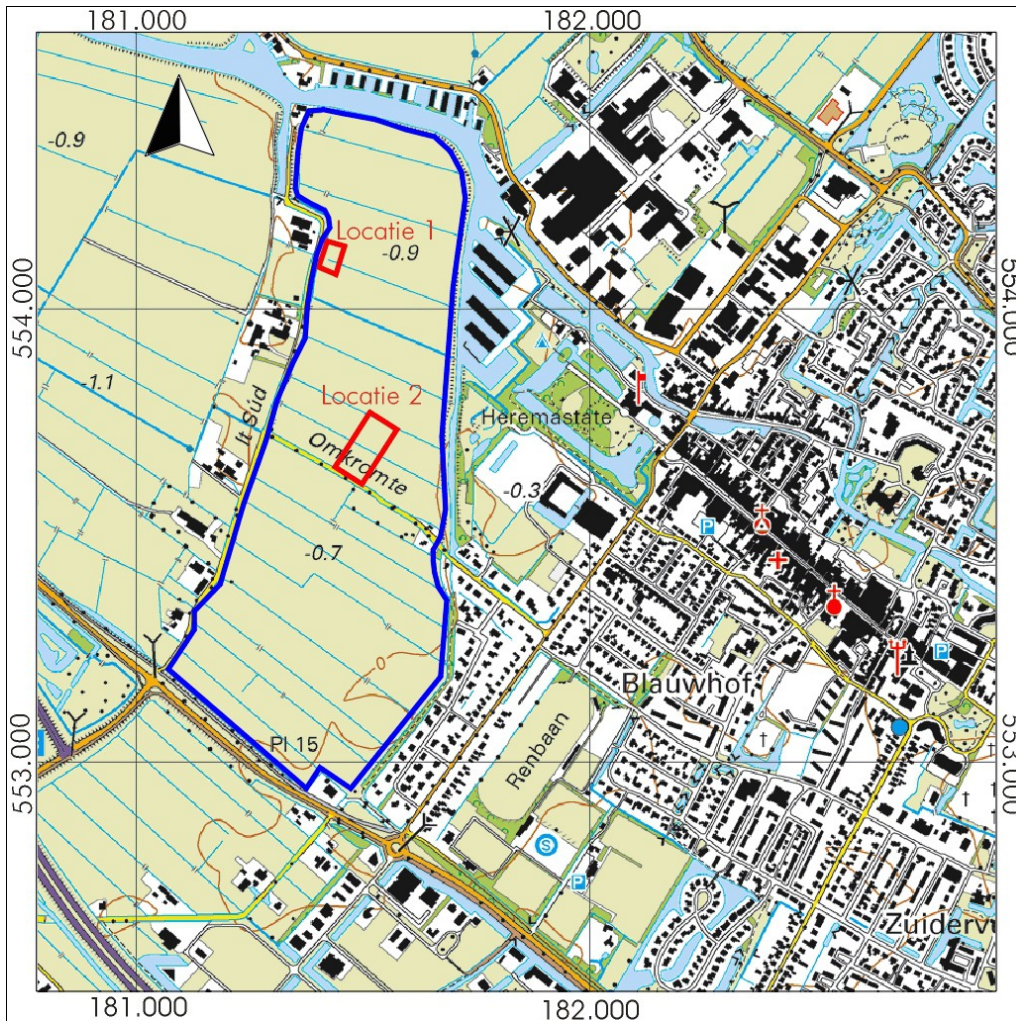 181.000
182.000
-0.9
Locatie 1
-0.9
554.000
554.000
-1.1
Locatie 2
It Súd
Omkromte
Heremastate
-0.3
P
-0.7
P
0
Blauwhof
Pl 15
Renbaan
553.000
553.000
S
P
Zuiderv
181.000
182.000